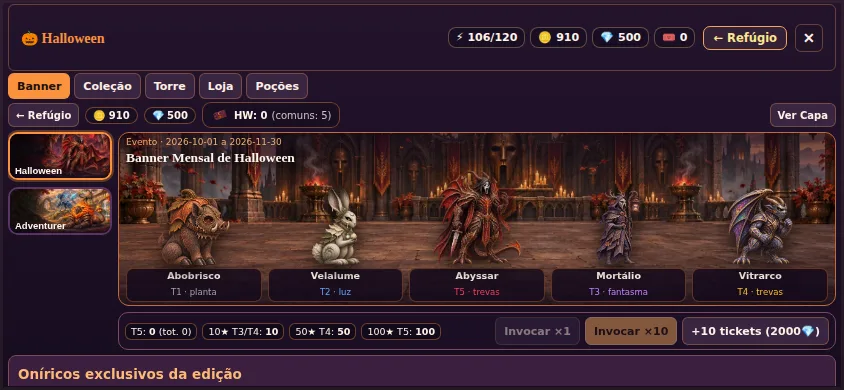 🎃 Halloween
⚡ 106/120 🪙 910 💎 500 🎟️ 0 ← Refúgio ✕
Banner Coleção Torre Loja Poções
← Refúgio 🪙 910 💎 500 HW: 0 (comuns: 5) Ver Capa
Halloween
Adventurer
Evento · 2026-10-01 a 2026-11-30
Banner Mensal de Halloween
Abobrisco
T1 · planta
Velalume
T2 · luz
Abyssar
T5 · trevas
Mortálio
T3 · fantasma
Vitrarco
T4 · trevas
T5: 0 (tot. 0) 10★ T3/T4: 10 50★ T4: 50 100★ T5: 100 Invocar ×1 Invocar ×10 +10 tickets (2000💎)
Oníricos exclusivos da edição